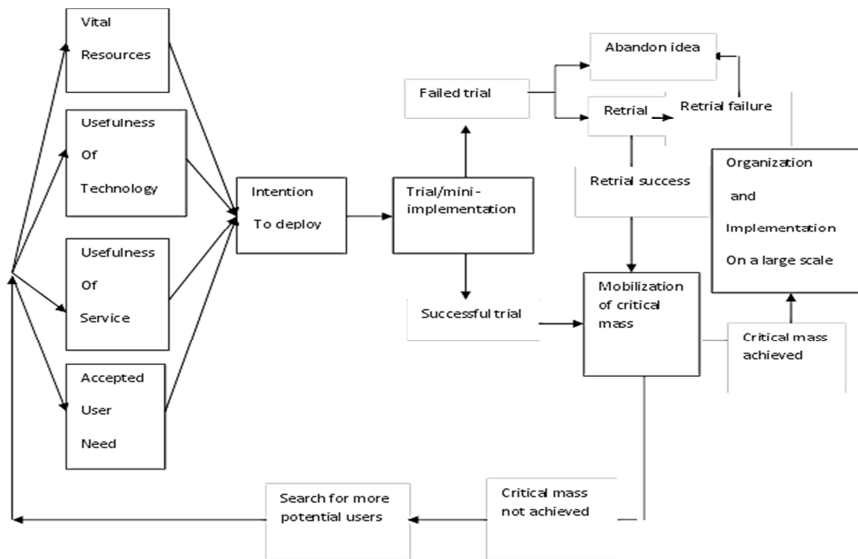 Vital
Resources
Usefulness
Of
Technology
Usefulness
Of
Service
Accepted
User
Need
Intention
To deploy
Trial/mini-
implementation
Failed trial
Successful trial
Abandon idea
Retrial
Retrial failure
Retrial success
Mobilization
of critical
mass
Organization
and
Implementation
On a large scale
Critical mass
achieved
Critical mass
not achieved
Search for more
potential users